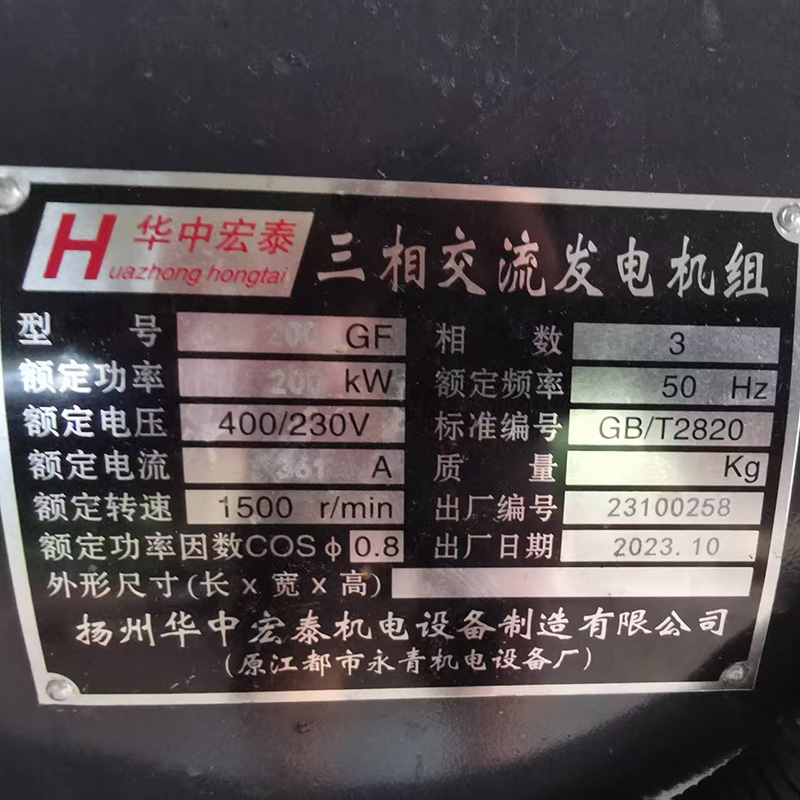 H 华中宏泰
uazhong hongtai
三相交流发电机组
型 号 200 GF 相 数 3
额定功率 200 kW 额定频率 50 Hz
额定电压 400/230V 标准编号 GB/T2820
额定电流 361 A 质 量 Kg
额定转速 1500 r/min 出厂编号 23100258
额定功率因数COSϕ 0.8 出厂日期 2023.10
外形尺寸(长x宽x高)
扬州华中宏泰机电设备制造有限公司
(原江都市永青机电设备厂)